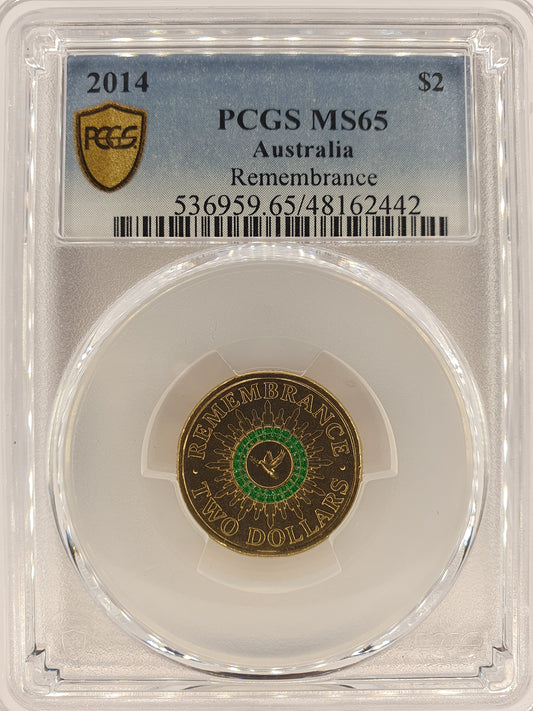 2014 $2
PCGS MS65
PCGS
Australia
Remembrance
536959.65/48162442
· REMEMBRANCE ·
TWO DOLLARS